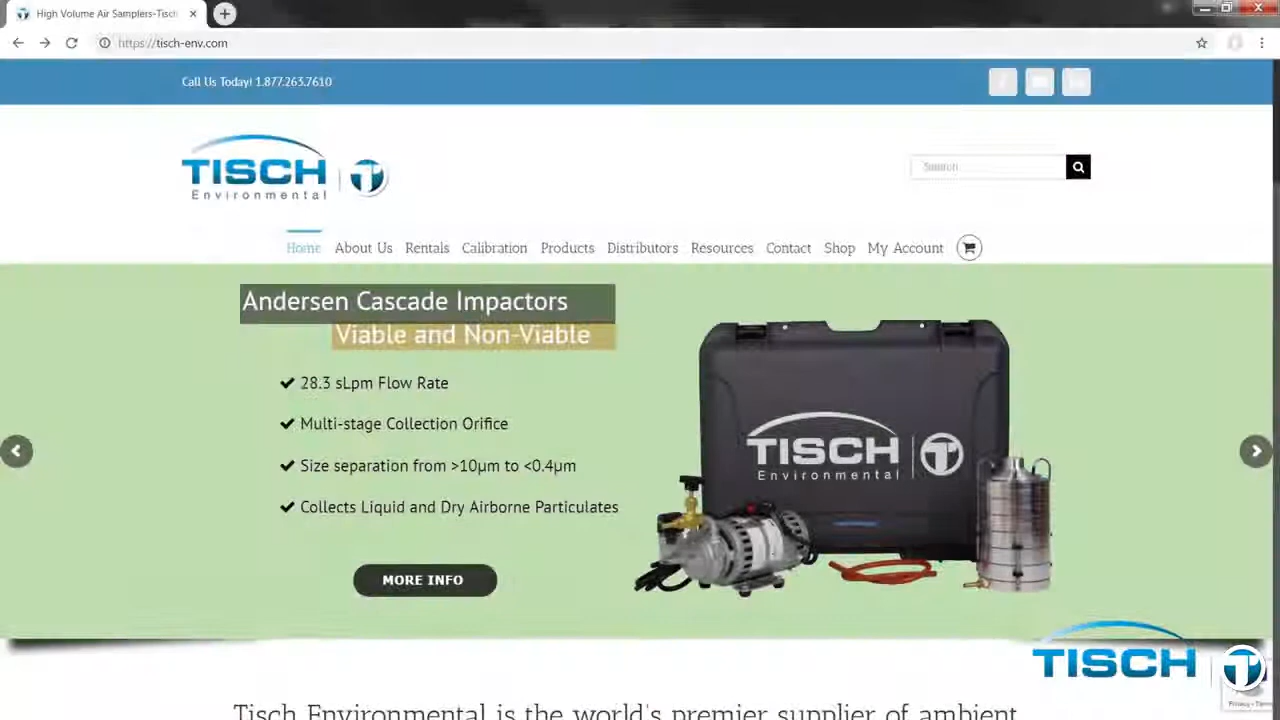 High Volume Air Samplers-Tisch
https://tisch-env.com
Call Us Today! 1.877.263.7610
TISCH
Environmental
Search
Home About Us Rentals Calibration Products Distributors Resources Contact Shop My Account
Andersen Cascade Impactors
Viable and Non-Viable
28.3 sLpm Flow Rate
Multi-stage Collection Orifice
Size separation from >10μm to <0.4μm
Collects Liquid and Dry Airborne Particulates
MORE INFO
TISCH
Environmental
TISCH
Privacy - Terms
Tisch Environmental is the world's premier supplier of ambient